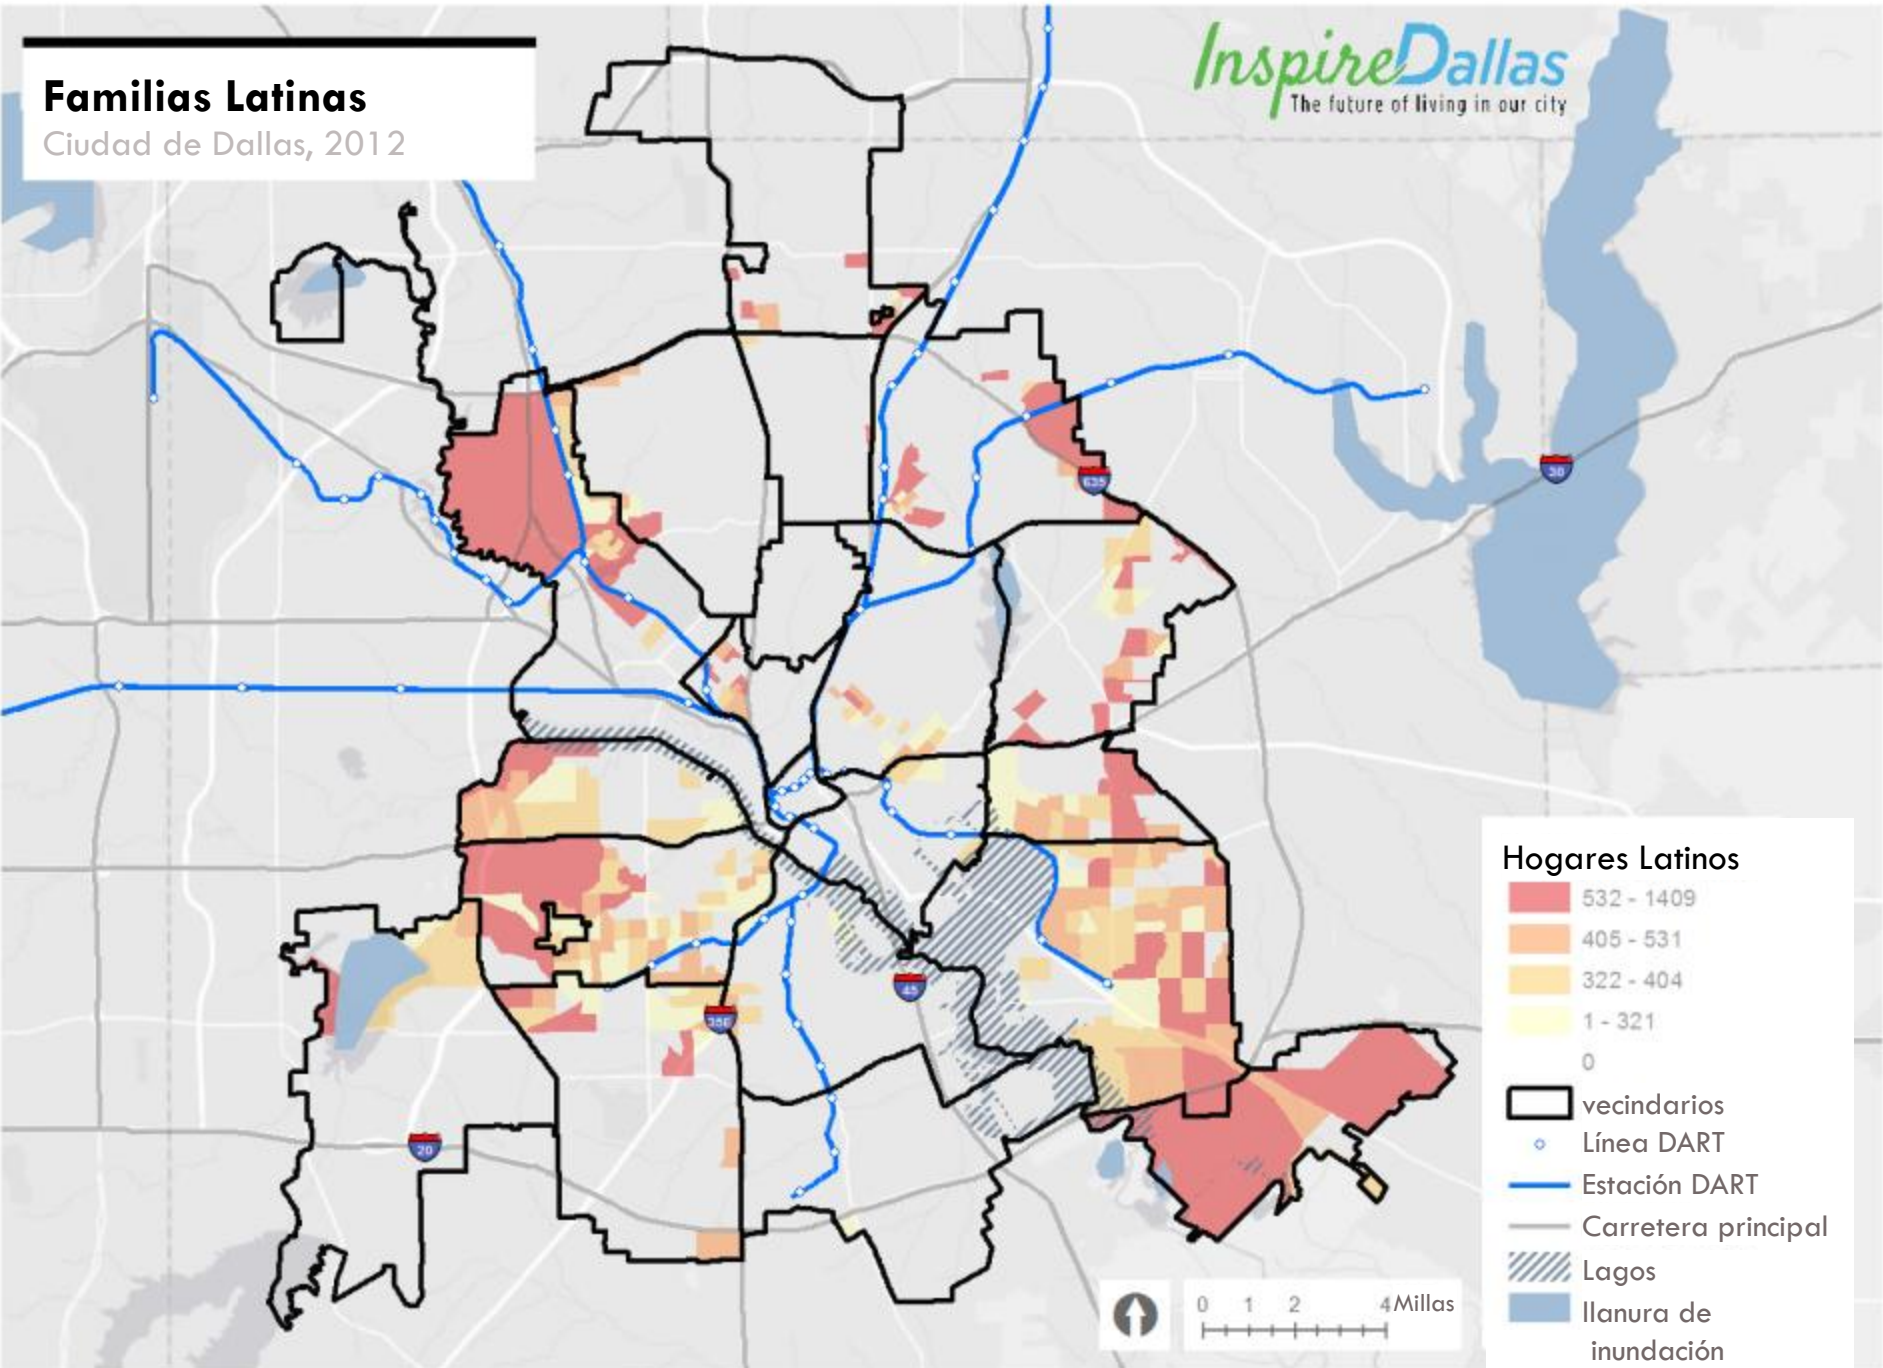 Familias Latinas
Ciudad de Dallas, 2012
InspireDallas
The future of living in our city
30
635
45
35E
20
Hogares Latinos
532 - 1409
405 - 531
322 - 404
1 - 321
0
vecindarios
Línea DART
Estación DART
Carretera principal
Lagos
llanura de
inundación
0 1 2 4 Millas